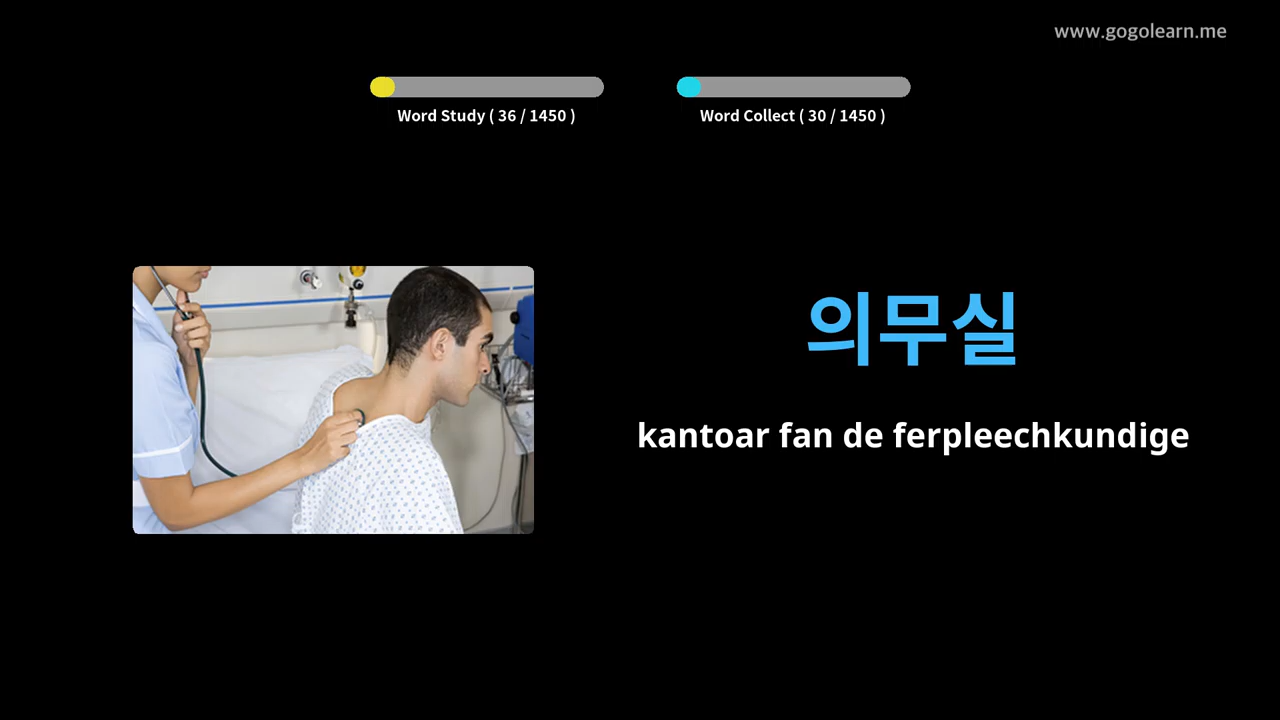 www.gogolearn.me
Word Study ( 36 / 1450 )
Word Collect ( 30 / 1450 )
의무실
kantoar fan de ferpleechkundige